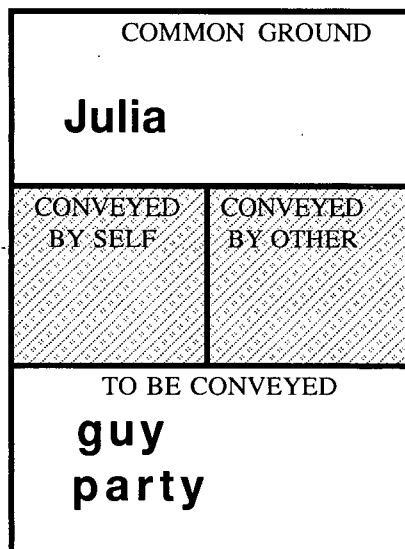 COMMON GROUND
Julia
CONVEYED
BY SELF
CONVEYED
BY OTHER
TO BE CONVEYED
guy
party